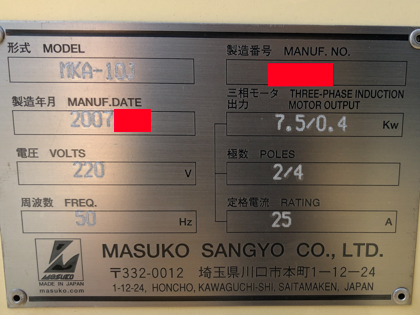 形式 MODEL
MKA-10J
製造番号 MANUF. NO.
製造年月 MANUF.DATE
2007
三相モータ THREE-PHASE INDUCTION
出力 MOTOR OUTPUT
7.5/0.4 Kw
電圧 VOLTS
220 V
極数 POLES
2/4
周波数 FREQ.
50 Hz
定格電流 RATING
25 A
MASUKO
MADE IN JAPAN
masuko.com
MASUKO SANGYO CO., LTD.
〒332-0012 埼玉県川口市本町1-12-24
1-12-24, HONCHO, KAWAGUCHI-SHI, SAITAMAKEN, JAPAN